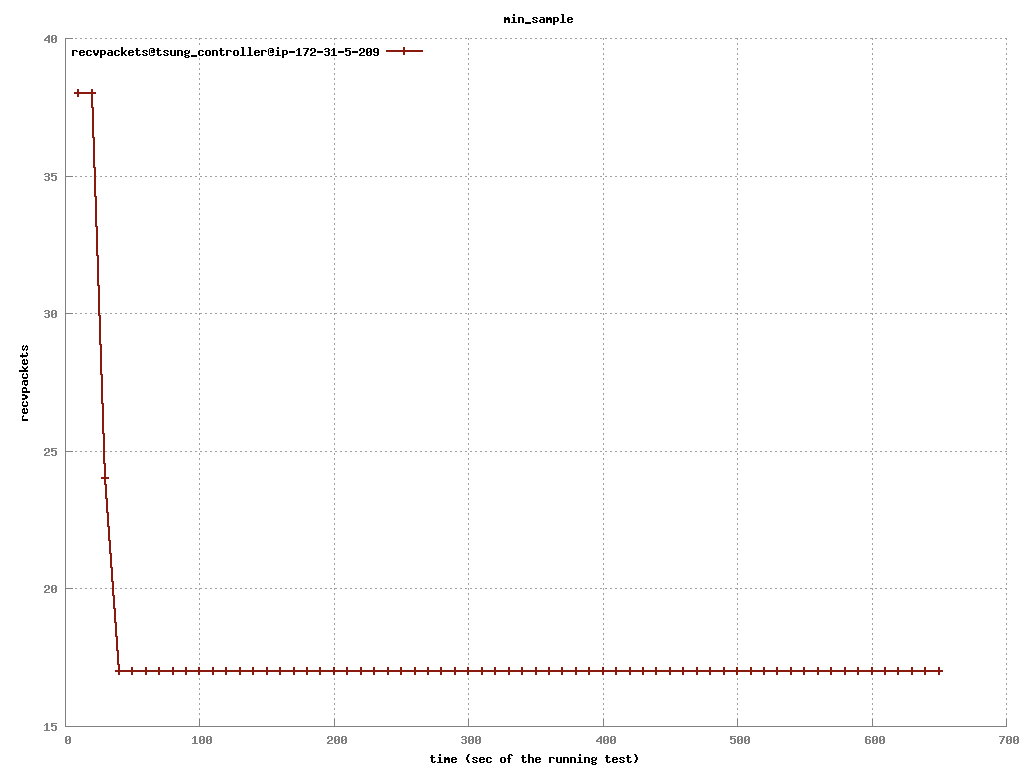 min_sample
recvpackets@tsung_controller@ip-172-31-5-209
40
35
30
25
20
15
recvpackets
0 100 200 300 400 500 600 700
time (sec of the running test)